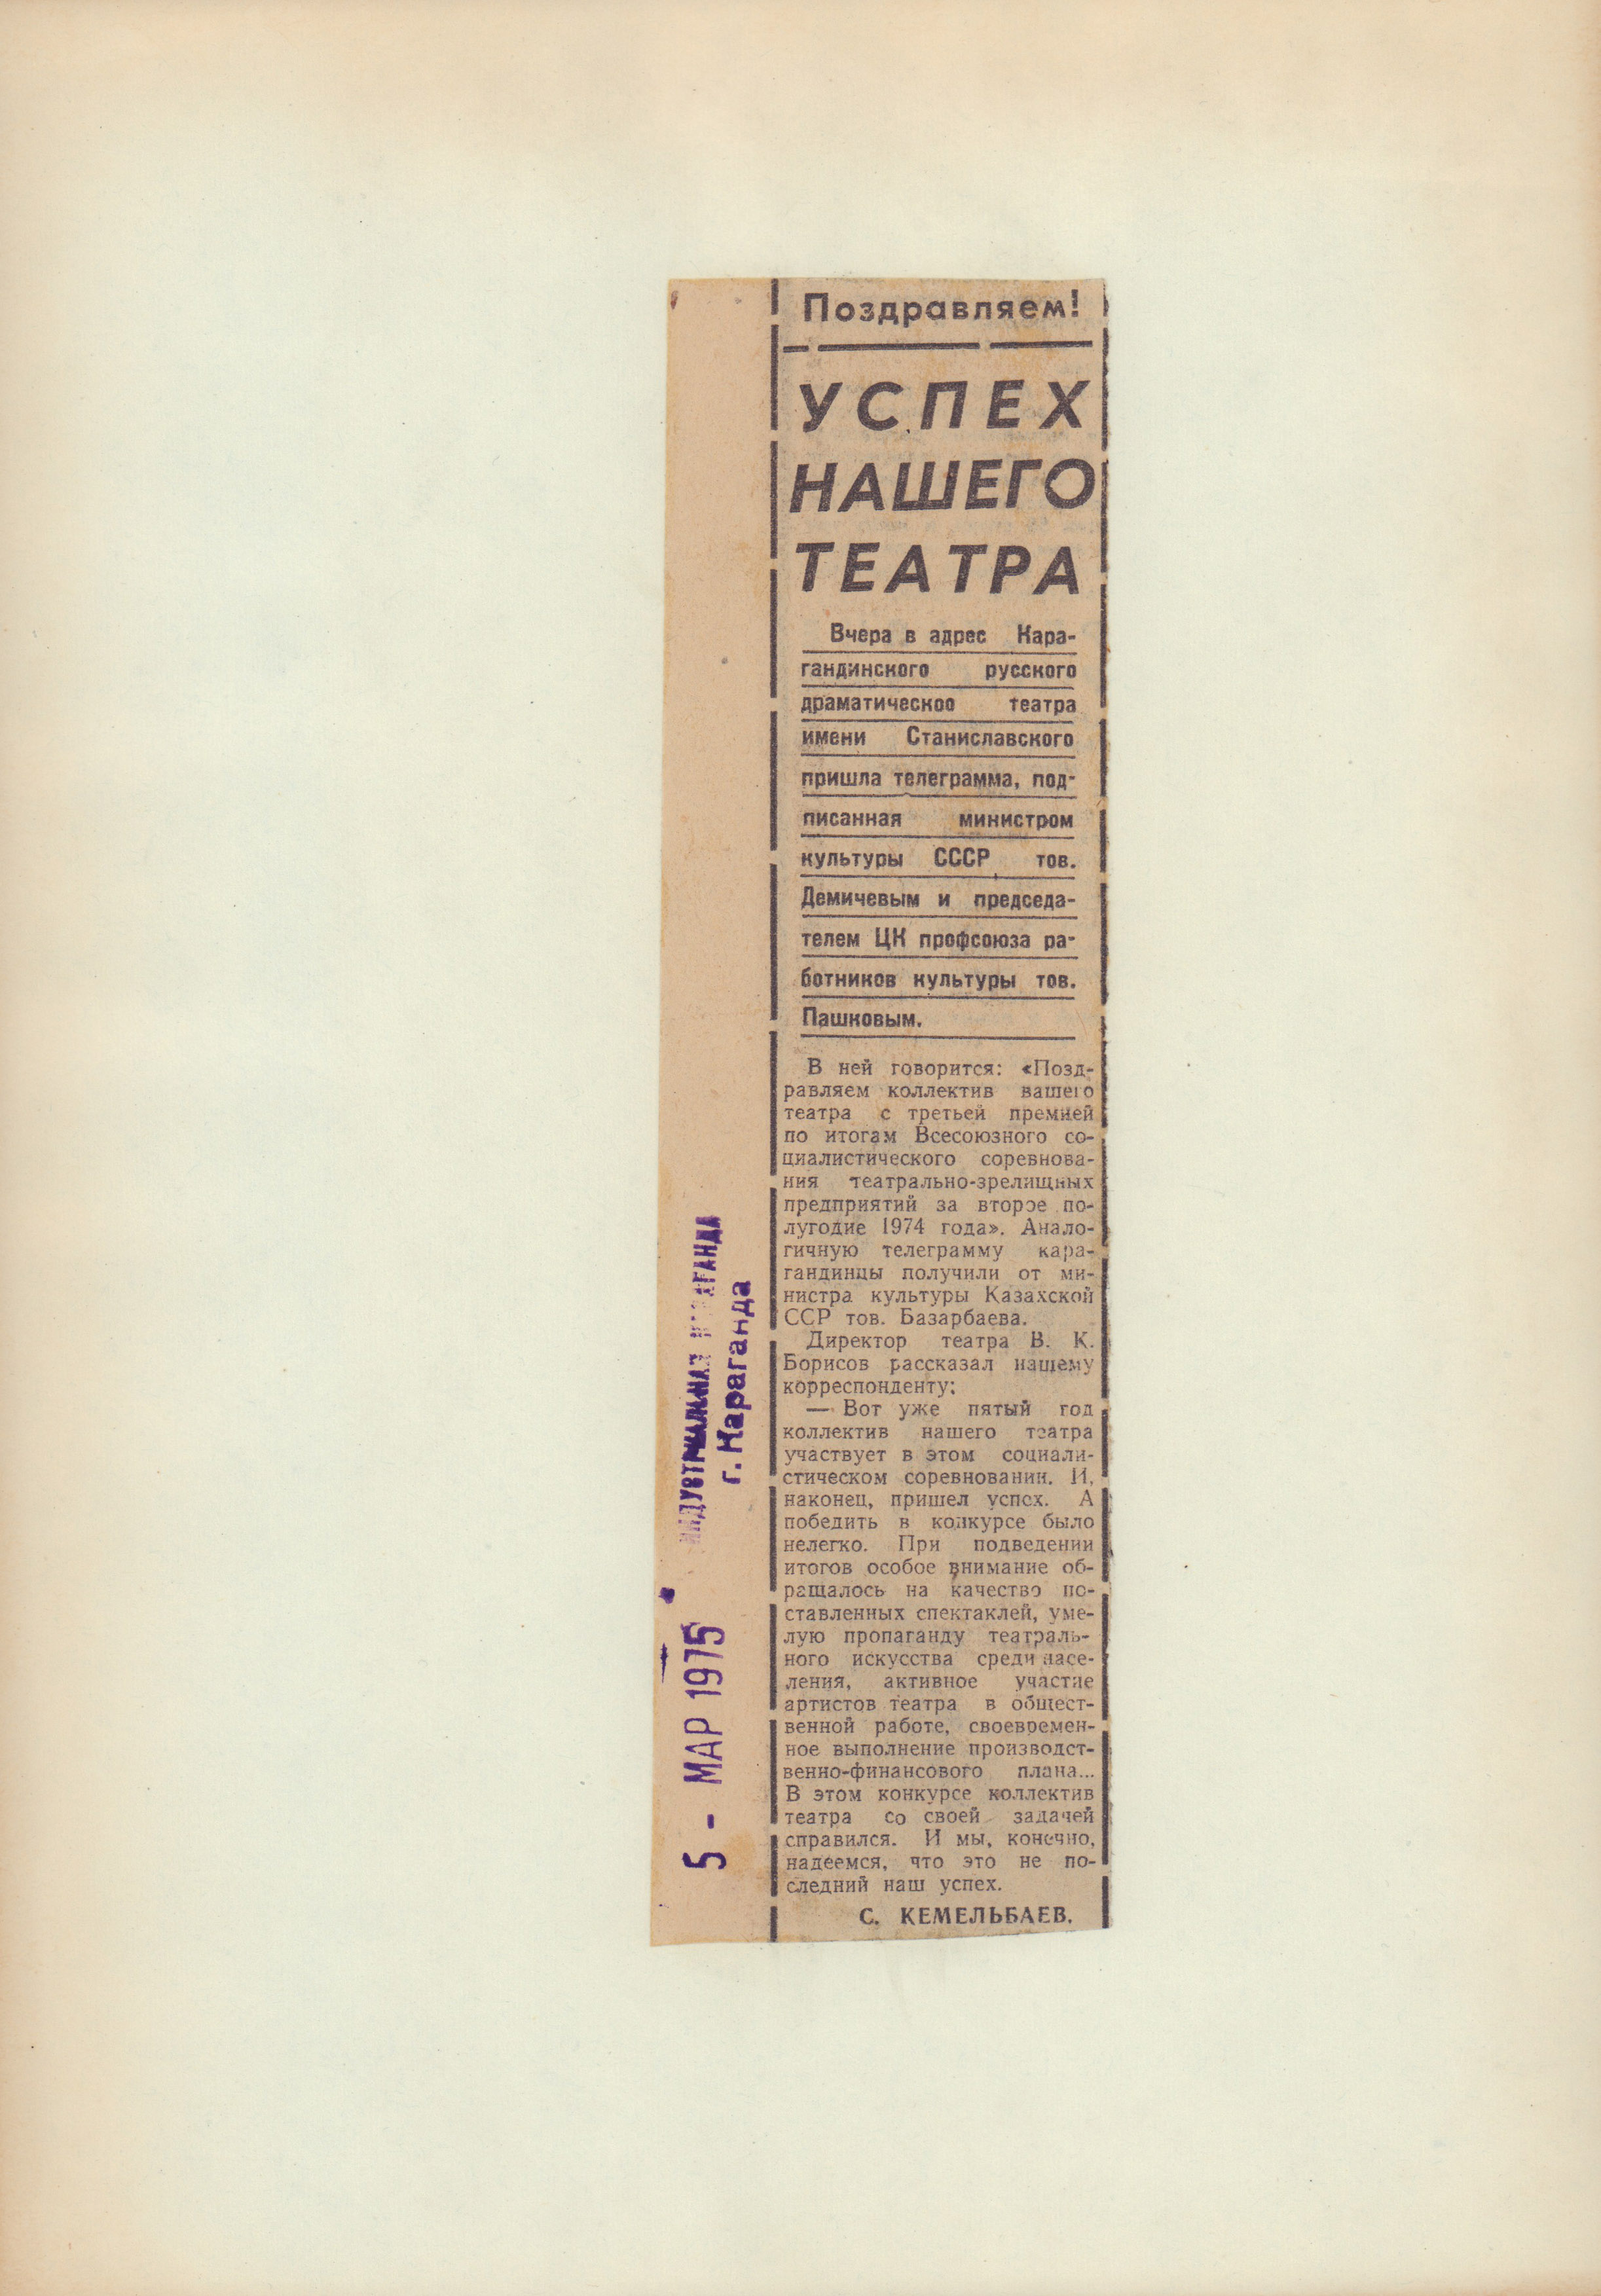 Поздравляем!
УСПЕХ
НАШЕГО
ТЕАТРА
Вчера в адрес Кара-
гандинского русского
драматическоо театра
имени Станиславского
пришла телеграмма, под-
писанная министром
культуры СССР тов.
Демичевым и председа-
телем ЦК профсоюза ра-
ботников культуры тов.
Пашковым.
В ней говорится: «Позд-
равляем коллектив вашего
театра с третьей премией
по итогам Всесоюзного со-
циалистического соревнова-
ния театрально-зрелищных
предприятий за второе по-
лугодие 1974 года». Анало-
гичную телеграмму кара-
гандинцы получили от ми-
нистра культуры Казахской
ССР тов. Базарбаева.
Директор театра В. К.
Борисов рассказал нашему
корреспонденту:
— Вот уже пятый год
коллектив нашего театра
участвует в этом социали-
стическом соревновании. И,
наконец, пришел успех. А
победить в конкурсе было
нелегко. При подведении
итогов особое внимание об-
ращалось на качество по-
ставленных спектаклей, уме-
лую пропаганду театраль-
ного искусства среди насе-
ления, активное участие
артистов театра в общест-
венной работе, своевремен-
ное выполнение производст-
венно-финансового плана...
В этом конкурсе коллектив
театра со своей задачей
справился. И мы, конечно,
надеемся, что это не по-
следний наш успех.
С. КЕМЕЛЬБАЕВ.
ИНДУСТРИАЛЬНАЯ КАРАГАНДА
г. Караганда
5 - МАР 1975